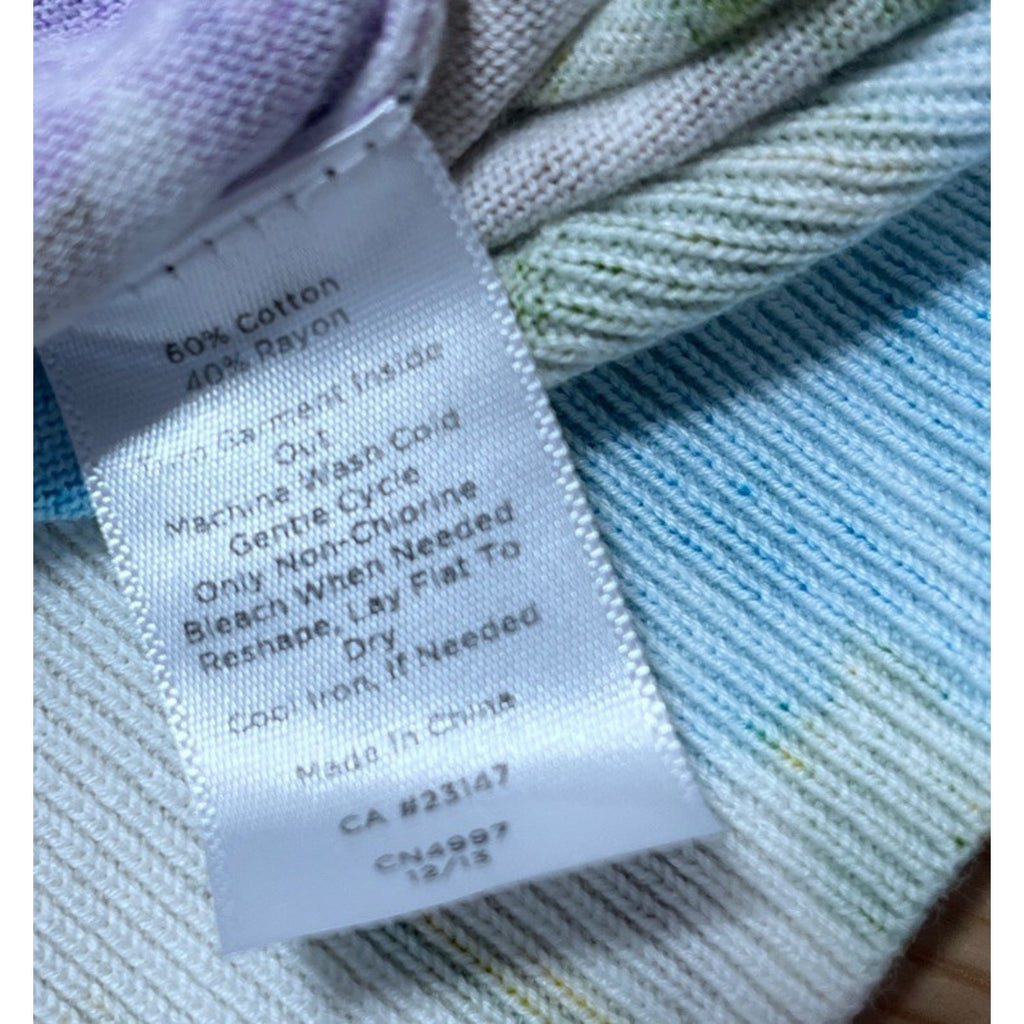 60% Cotton
40% Rayon
Turn Garment Inside
Out
Machine Wash Cold
Gentle Cycle
Only Non-Chlorine
Bleach When Needed
Reshape, Lay Flat To
Dry
Cool Iron, If Needed
Made In China
CA #23147
CN4997
12/13